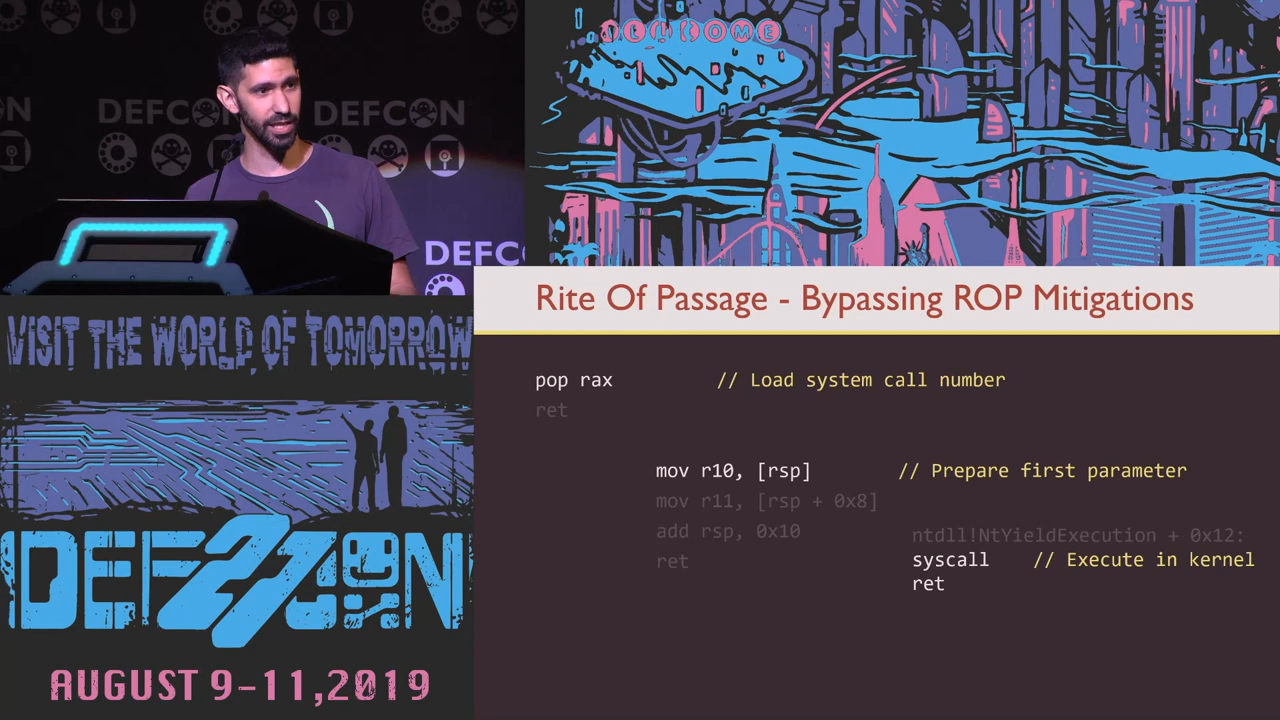 WELCOME
DEFCON DEFCON
DEFCON
VISIT THE WORLD OF TOMORROW
DEF27CON
AUGUST 9-11,2019
Rite Of Passage - Bypassing ROP Mitigations
pop rax // Load system call number
ret
mov r10, [rsp] // Prepare first parameter
mov r11, [rsp + 0x8]
add rsp, 0x10
ret
ntdll!NtYieldExecution + 0x12:
syscall // Execute in kernel
ret